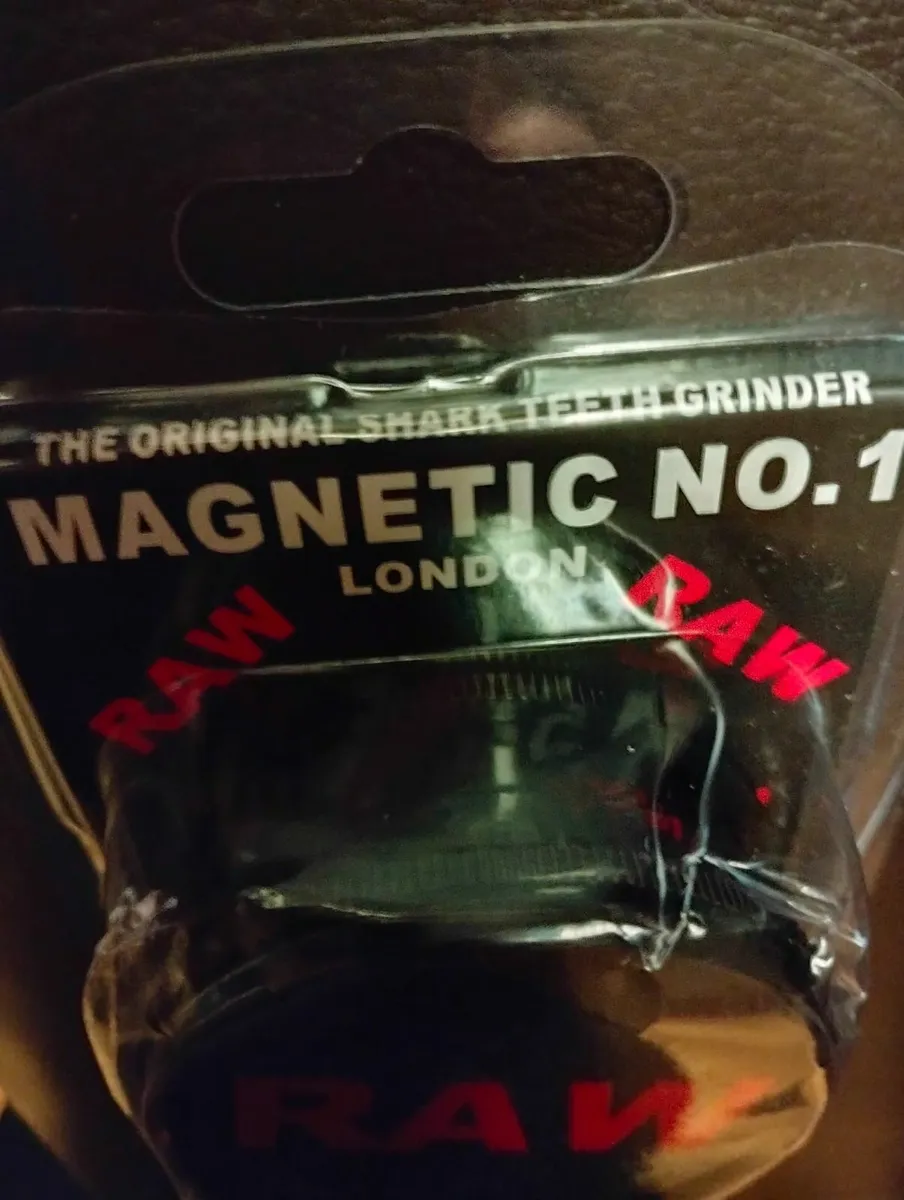 THE ORIGINAL SHARK TEETH GRINDER
MAGNETIC NO.1
LONDON
RAW
RAW
RAW